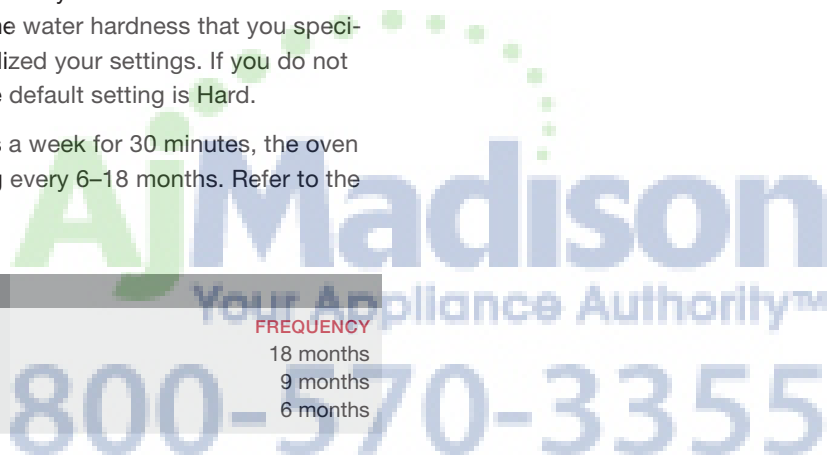 ne water hardness that you speci-
lized your settings. If you do not
e default setting is Hard.
s a week for 30 minutes, the oven
g every 6–18 months. Refer to the
AjMadison
Your Appliance Authority™
FREQUENCY
18 months
9 months
6 months
800-570-3355